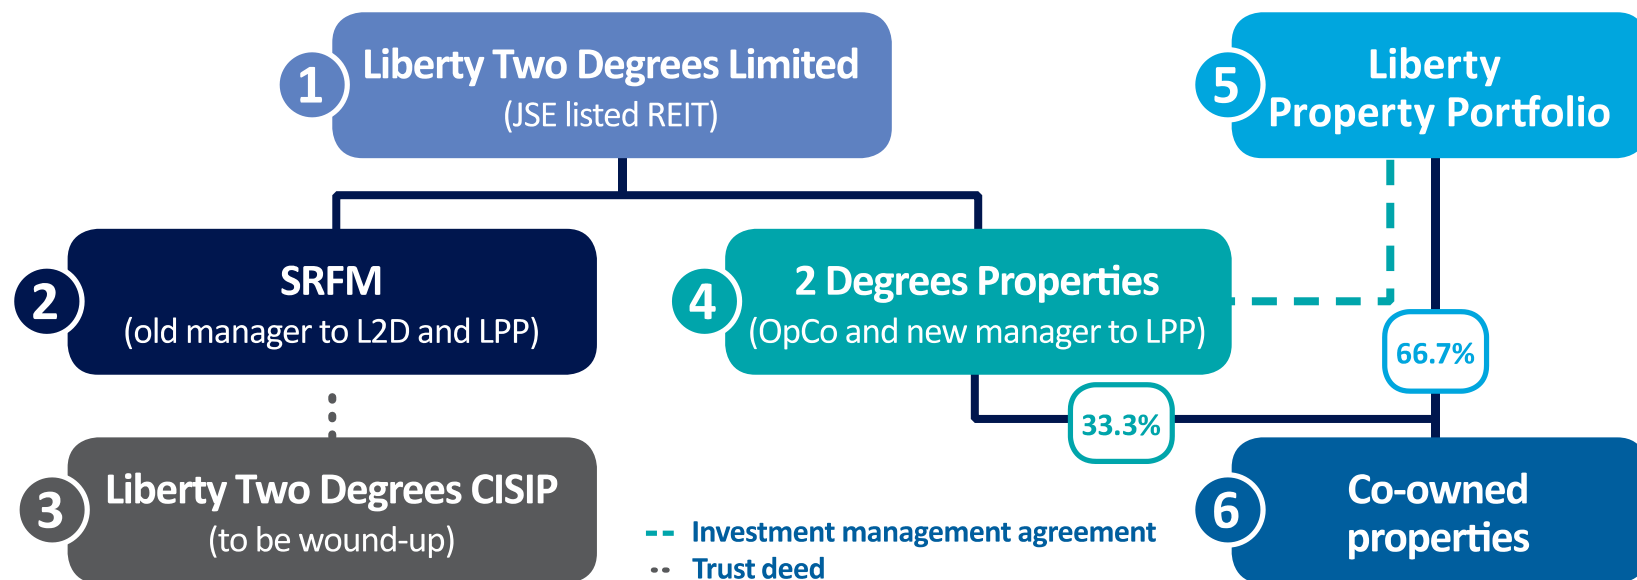 1
Liberty Two Degrees Limited
(JSE listed REIT)
5
Liberty
Property Portfolio
2
SRFM
(old manager to L2D and LPP)
4
2 Degrees Properties
(OpCo and new manager to LPP)
66.7%
33.3%
3
Liberty Two Degrees CISIP
(to be wound-up)
6
Co-owned
properties
Investment management agreement
Trust deed